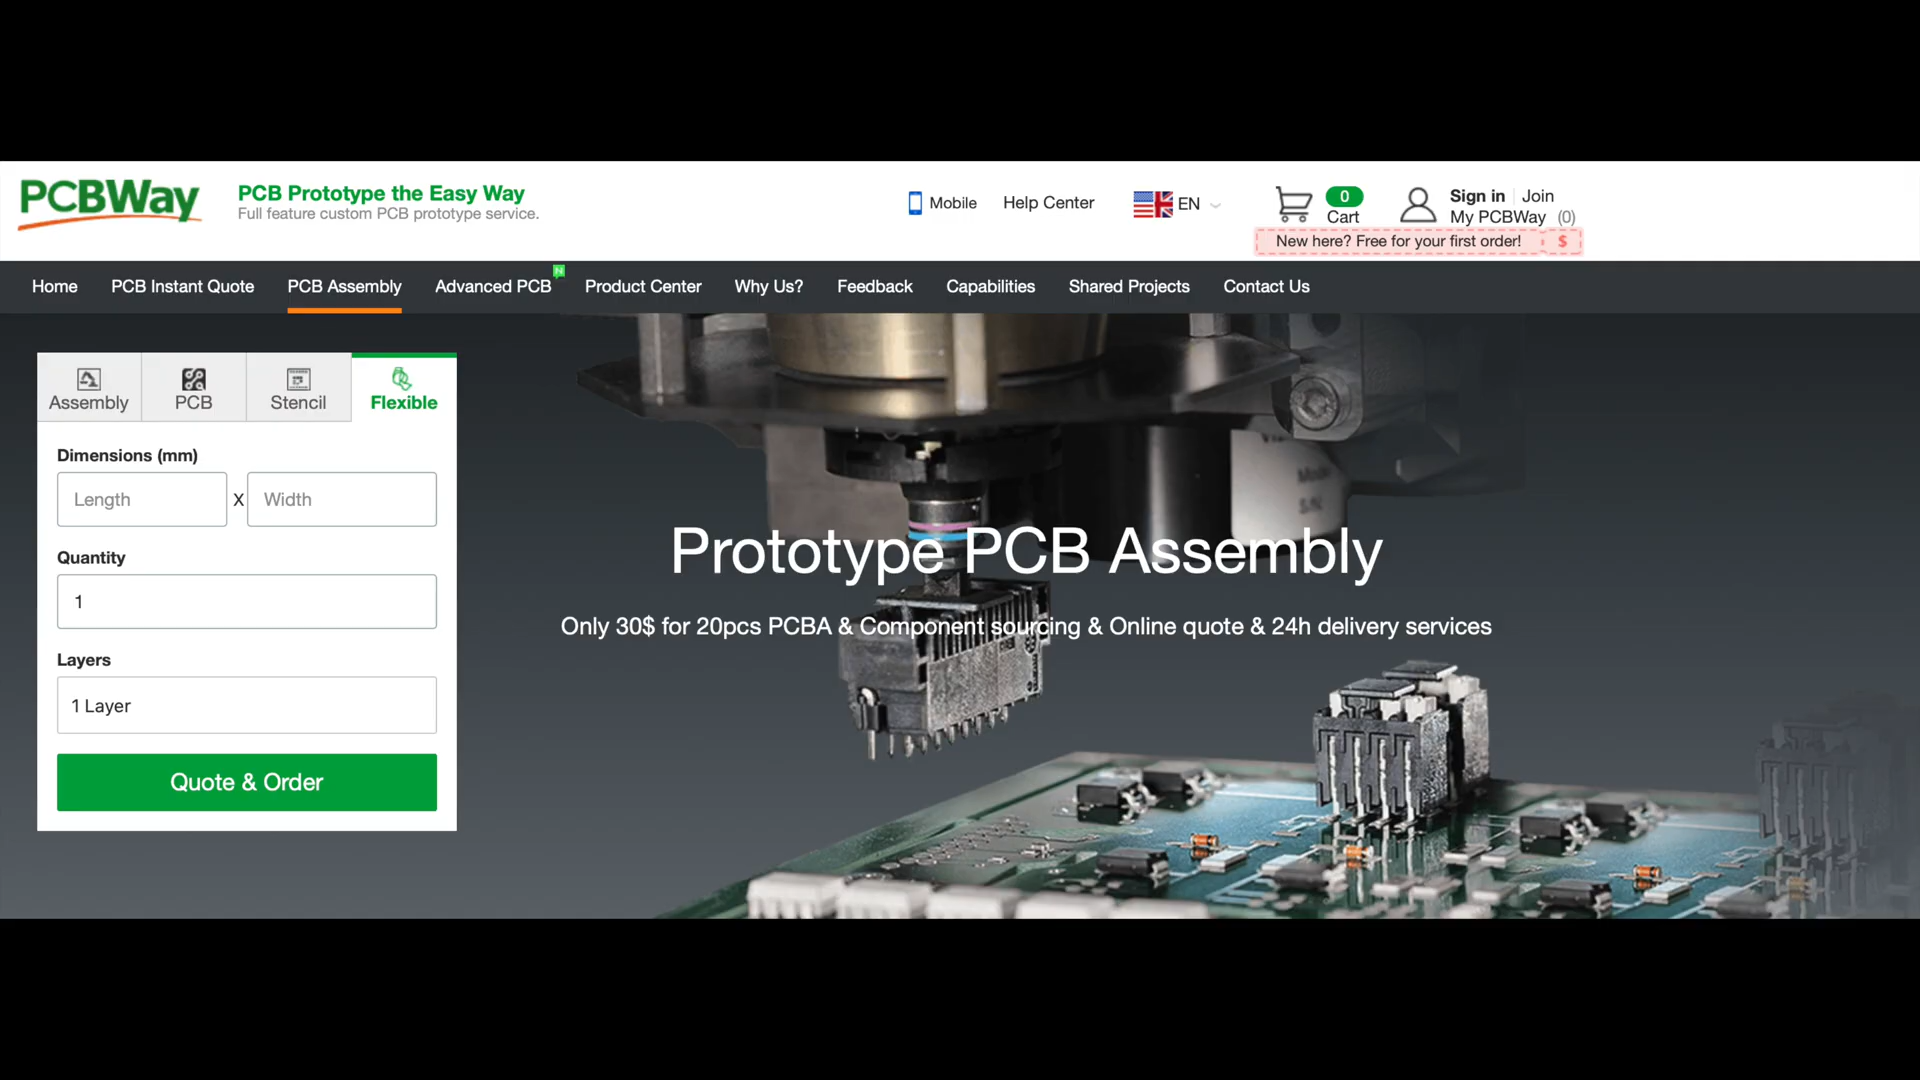 PCBWay
PCB Prototype the Easy Way
Full feature custom PCB prototype service.
Mobile
Help Center
EN
0
Cart
Sign in
Join
My PCBWay (0)
New here? Free for your first order! $
Home
PCB Instant Quote
PCB Assembly
Advanced PCB
N
Product Center
Why Us?
Feedback
Capabilities
Shared Projects
Contact Us
Assembly
PCB
Stencil
Flexible
Dimensions (mm)
Length X Width
Quantity
1
Layers
1 Layer
Quote & Order
Prototype PCB Assembly
Only 30$ for 20pcs PCBA & Component sourcing & Online quote & 24h delivery services